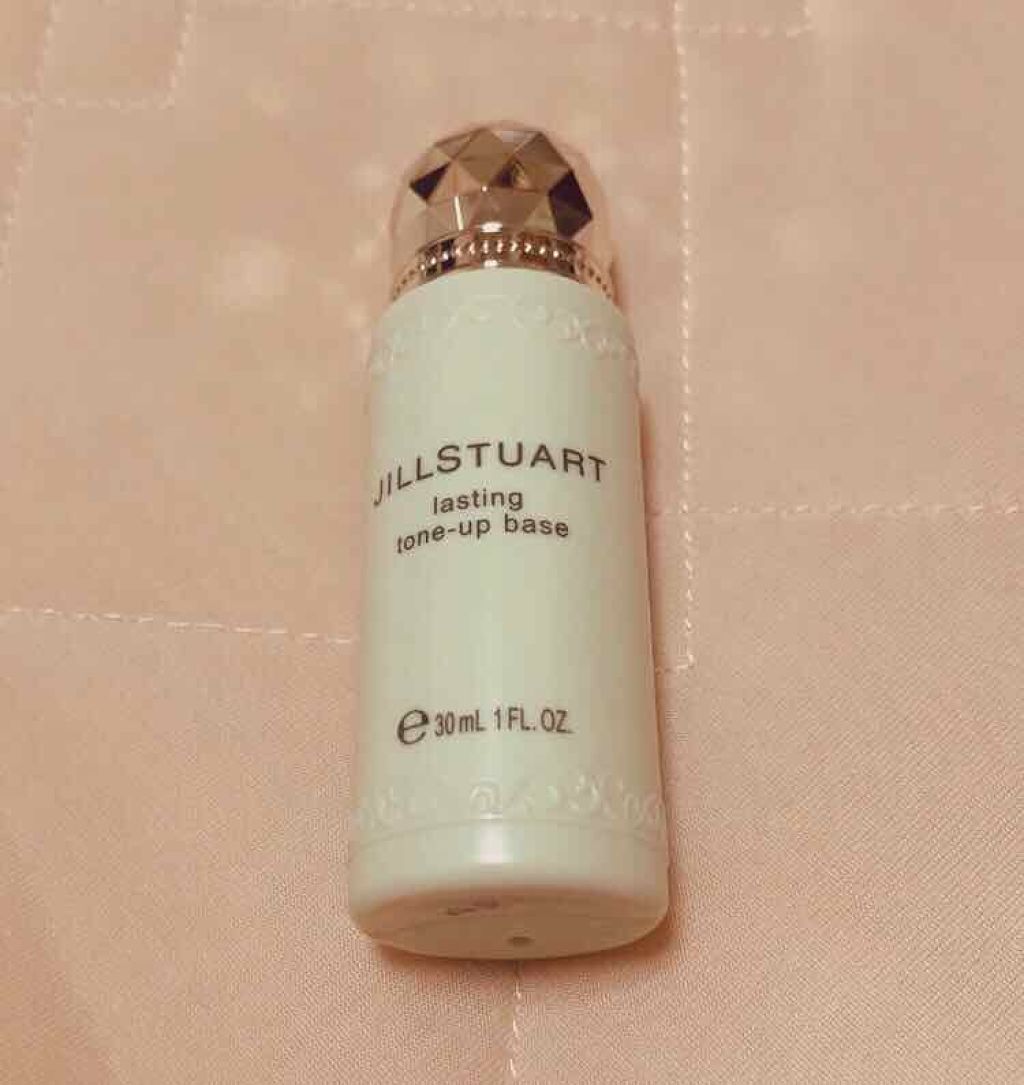 JILLSTUART
lasting
tone-up base
e 30 mL 1 FL. OZ.